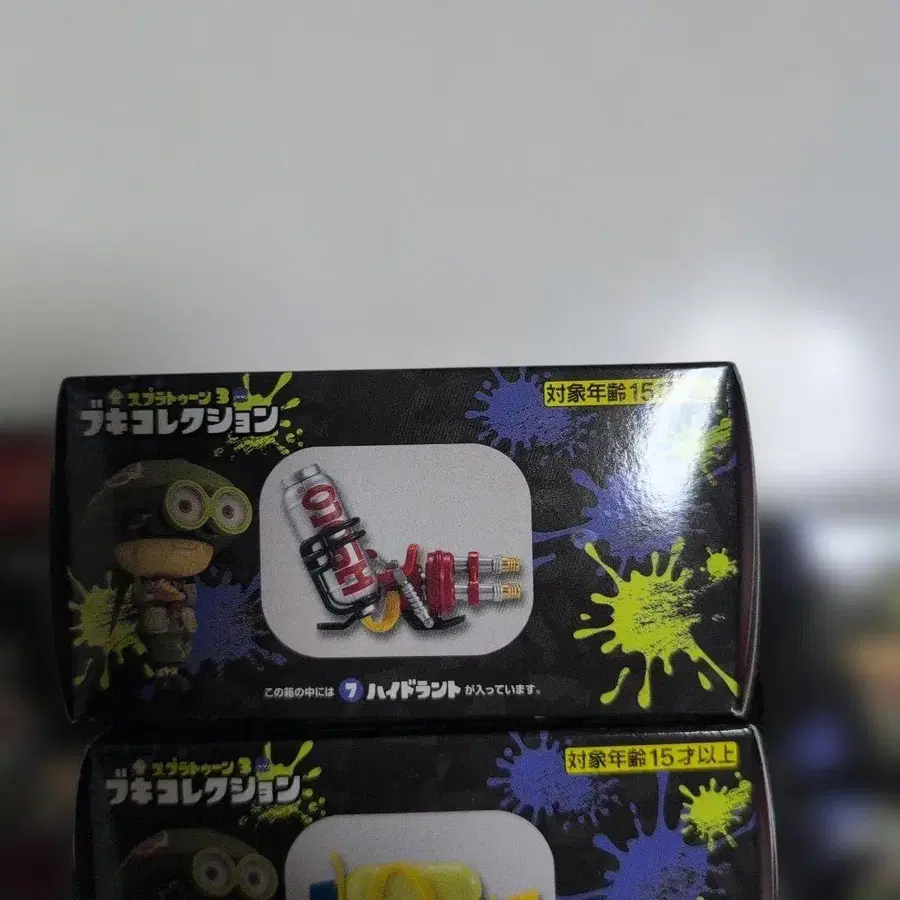 スプラトゥーン3
ブキコレクション
対象年齢15
この箱の中には 7 ハイドラント が入っています。
スプラトゥーン3
ブキコレクション
対象年齢15才以上